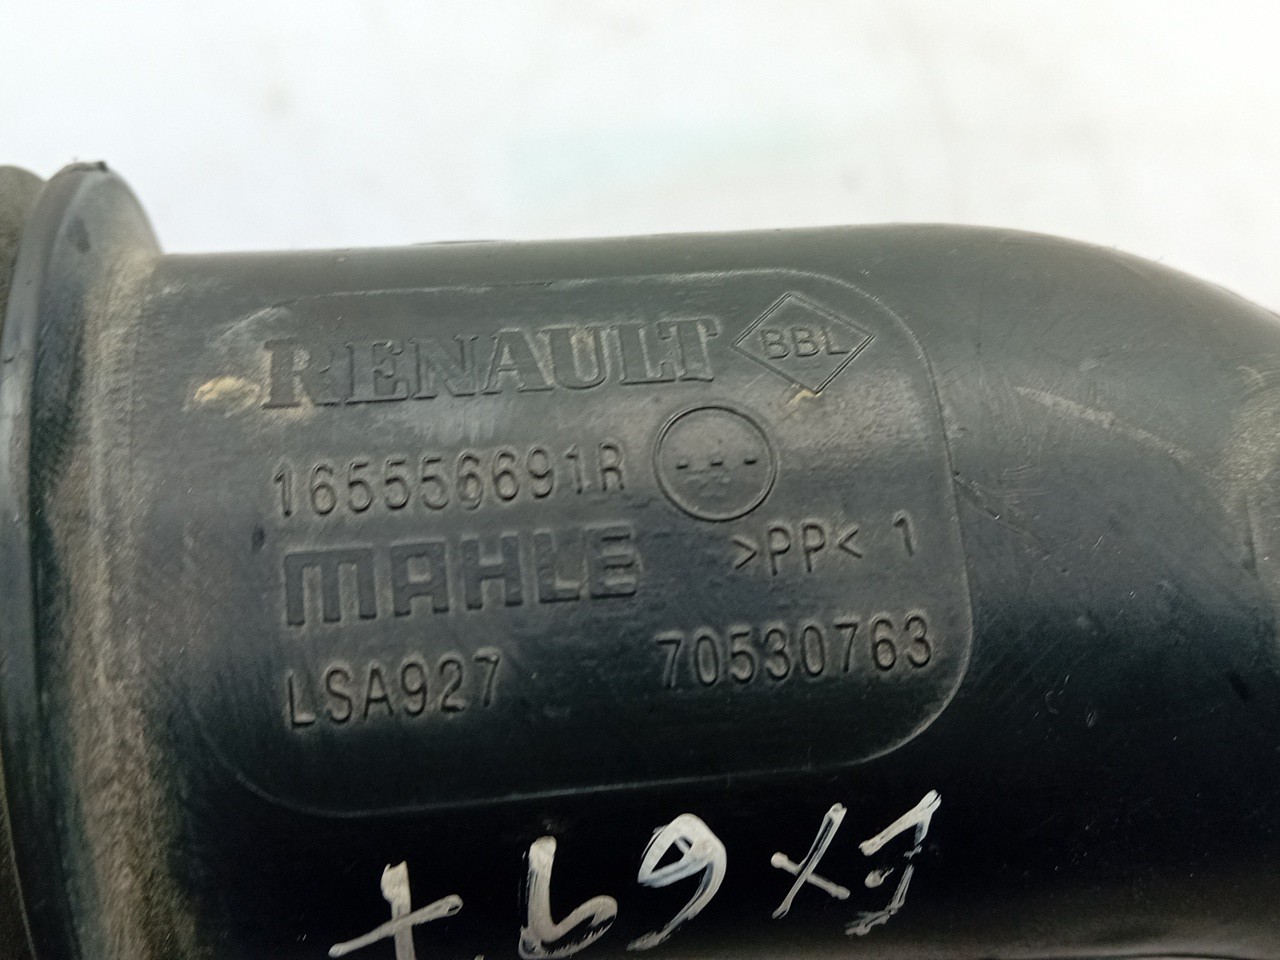 RENAULT BBL
165556691R
MAHLE >PP< 1
LSA927 70530763